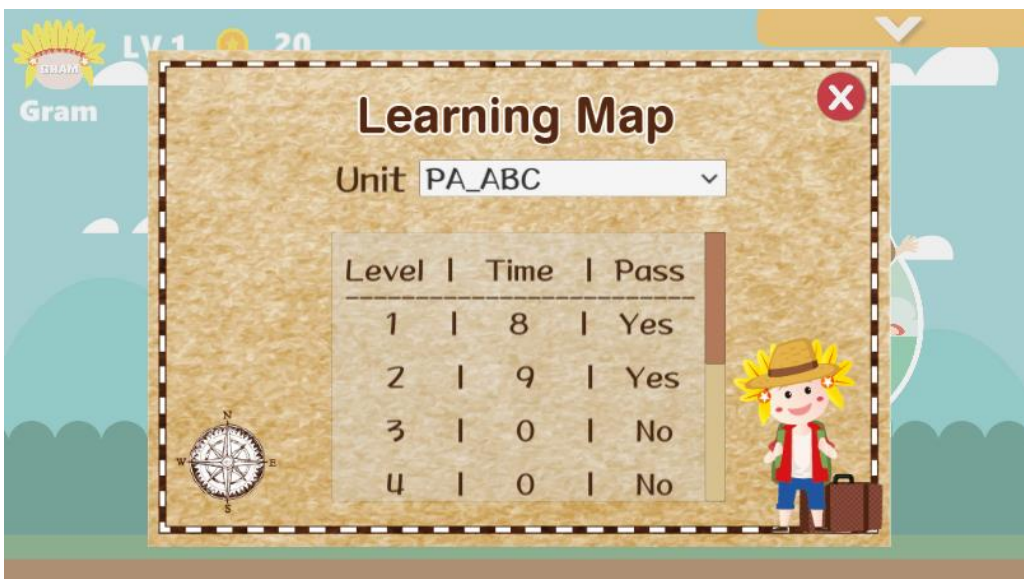 LV 1 20
GRAM
Gram
Learning Map
Unit PA_ABC
Level | Time | Pass
--------------------------
1 | 8 | Yes
2 | 9 | Yes
3 | 0 | No
4 | 0 | No
N
W E
S